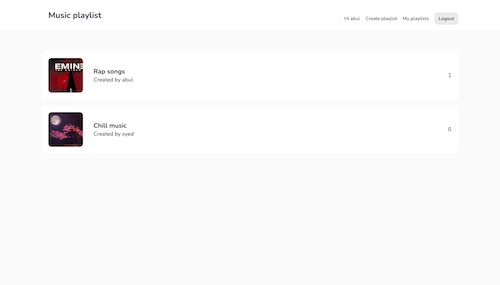 Music playlist
Hi abul
Create playlist
My playlists
Logout
EMINE
Rap songs
Created by abul
1
Chill music
Created by syed
0